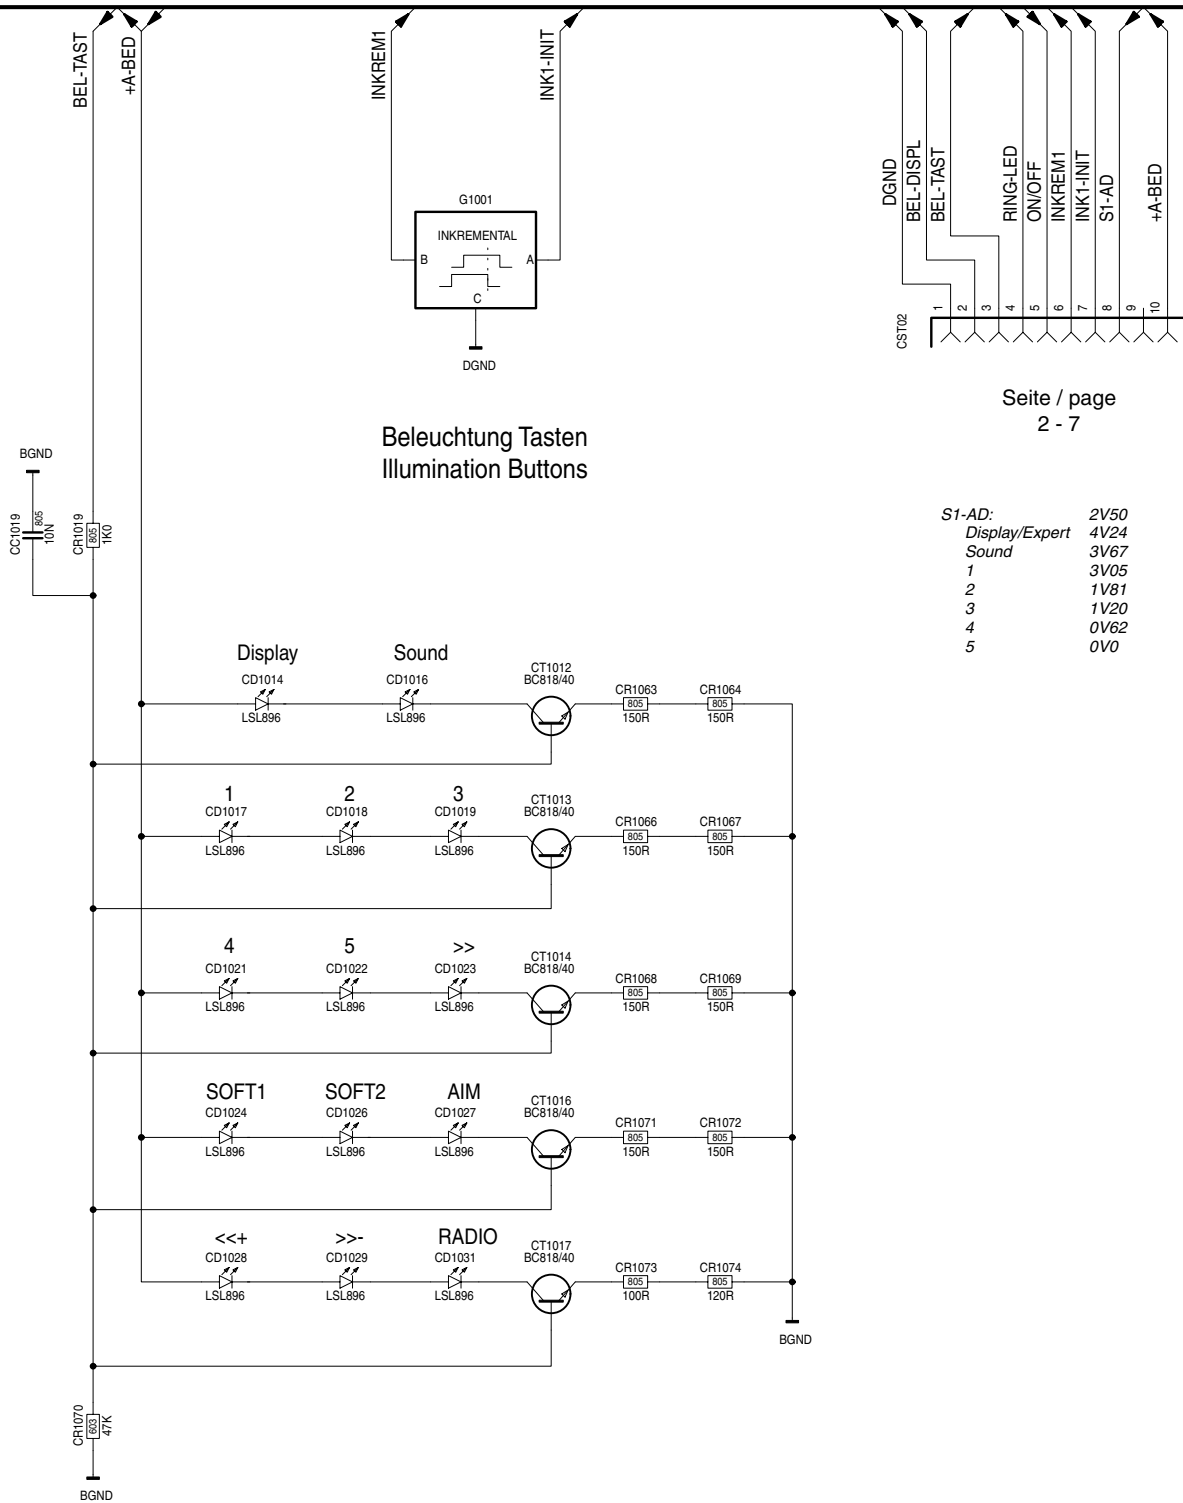 BEL-TAST
+A-BED
INKREM1
INK1-INIT
DGND
BEL-DISPL
BEL-TAST
RING-LED
ON/OFF
INKREM1
INK1-INIT
S1-AD
+A-BED
G1001
INKREMENTAL
B
A
C
DGND
CST02
1
2
3
4
5
6
7
8
9
10
Seite / page
2 - 7
Beleuchtung Tasten
Illumination Buttons
BGND
CC1019
805
10N
CR1019
805
1K0
S1-AD: 2V50
Display/Expert 4V24
Sound 3V67
1 3V05
2 1V81
3 1V20
4 0V62
5 0V0
Display Sound
CD1014 CD1016 CT1012
BC818/40
CR1063 CR1064
805 805
LSL896 LSL896 150R 150R
1 2 3
CD1017 CD1018 CD1019 CT1013
BC818/40
CR1066 CR1067
805 805
LSL896 LSL896 LSL896 150R 150R
4 5 >>
CD1021 CD1022 CD1023 CT1014
BC818/40
CR1068 CR1069
805 805
LSL896 LSL896 LSL896 150R 150R
SOFT1 SOFT2 AIM
CD1024 CD1026 CD1027 CT1016
BC818/40
CR1071 CR1072
805 805
LSL896 LSL896 LSL896 150R 150R
<<+ >>- RADIO
CD1028 CD1029 CD1031 CT1017
BC818/40
CR1073 CR1074
805 805
LSL896 LSL896 LSL896 100R 120R
BGND
CR1070
603
47K
BGND